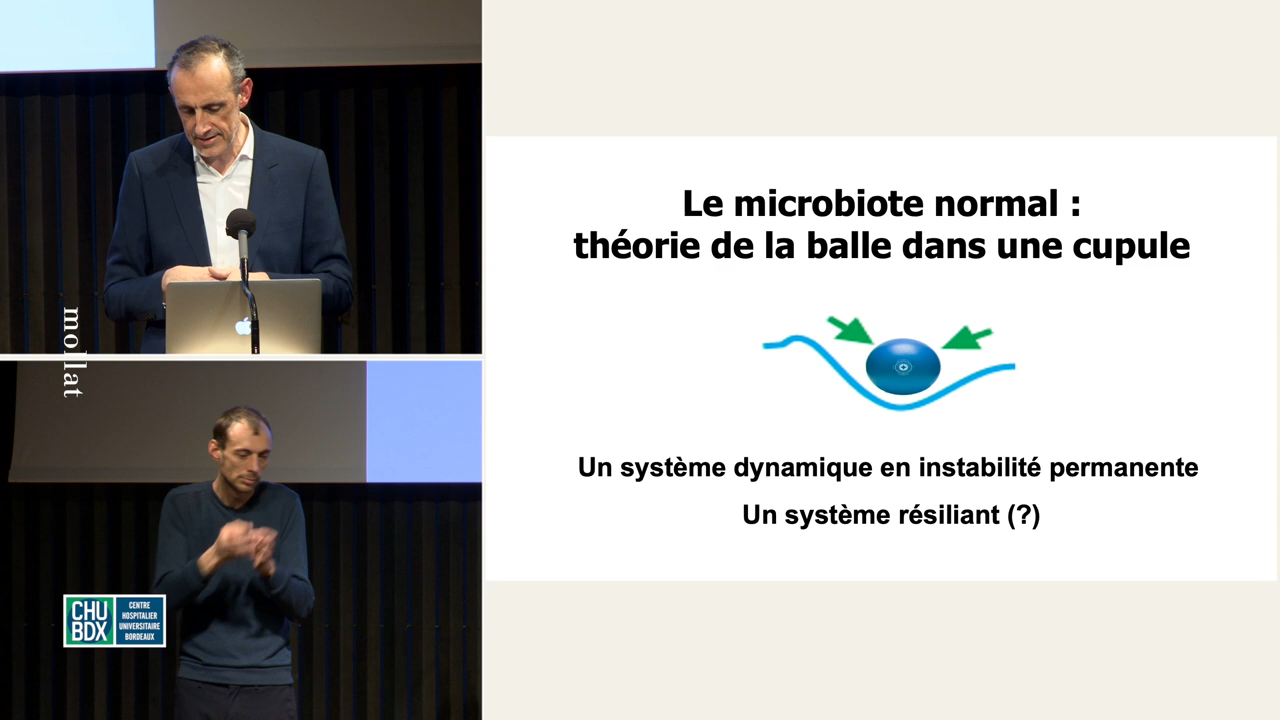 mollat
CHU
BDX
CENTRE
HOSPITALIER
UNIVERSITAIRE
BORDEAUX
Le microbiote normal :
théorie de la balle dans une cupule
Un système dynamique en instabilité permanente
Un système résiliant (?)